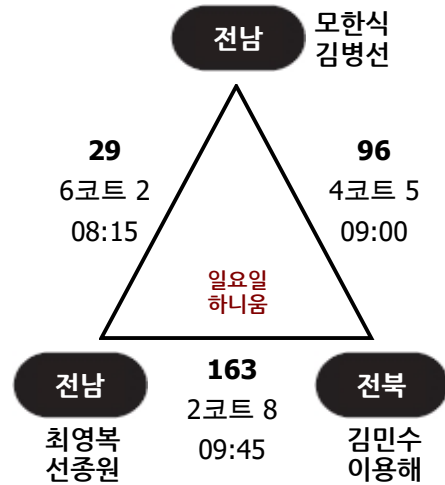 전남
모한식
김병선
29
6코트 2
08:15
96
4코트 5
09:00
일요일
하니움
전남
최영복
선종원
163
2코트 8
09:45
전북
김민수
이용해